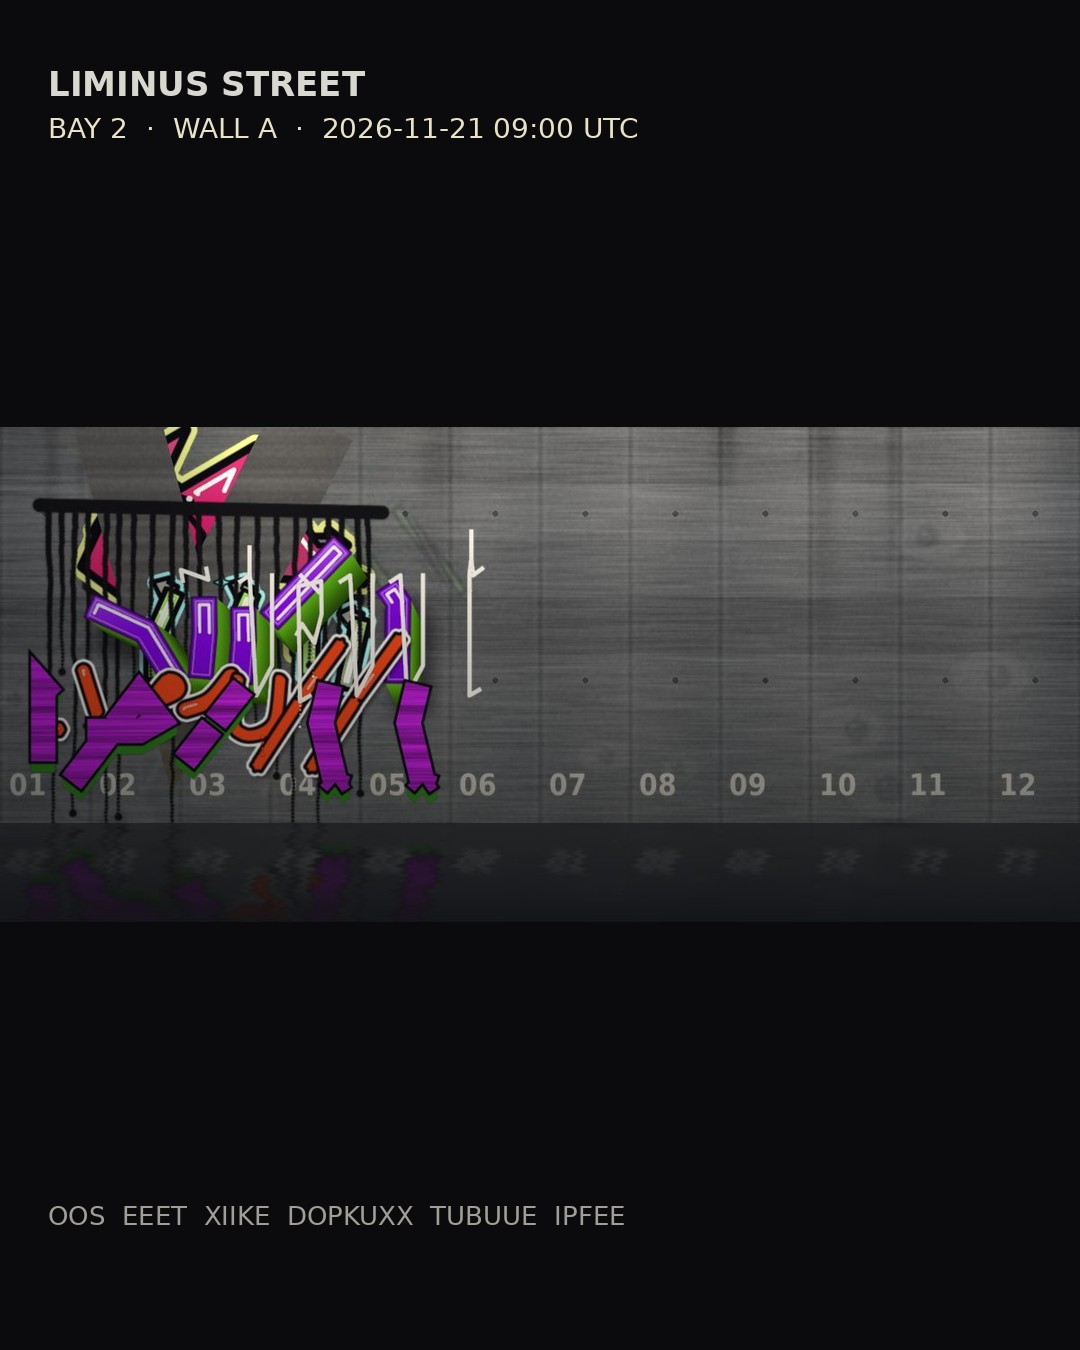 LIMINUS STREET
BAY 2 · WALL A · 2026-11-21 09:00 UTC
01 02 03 04 05 06 07 08 09 10 11 12
OOS EEET XIIKE DOPKUXX TUBUUE IPFEE